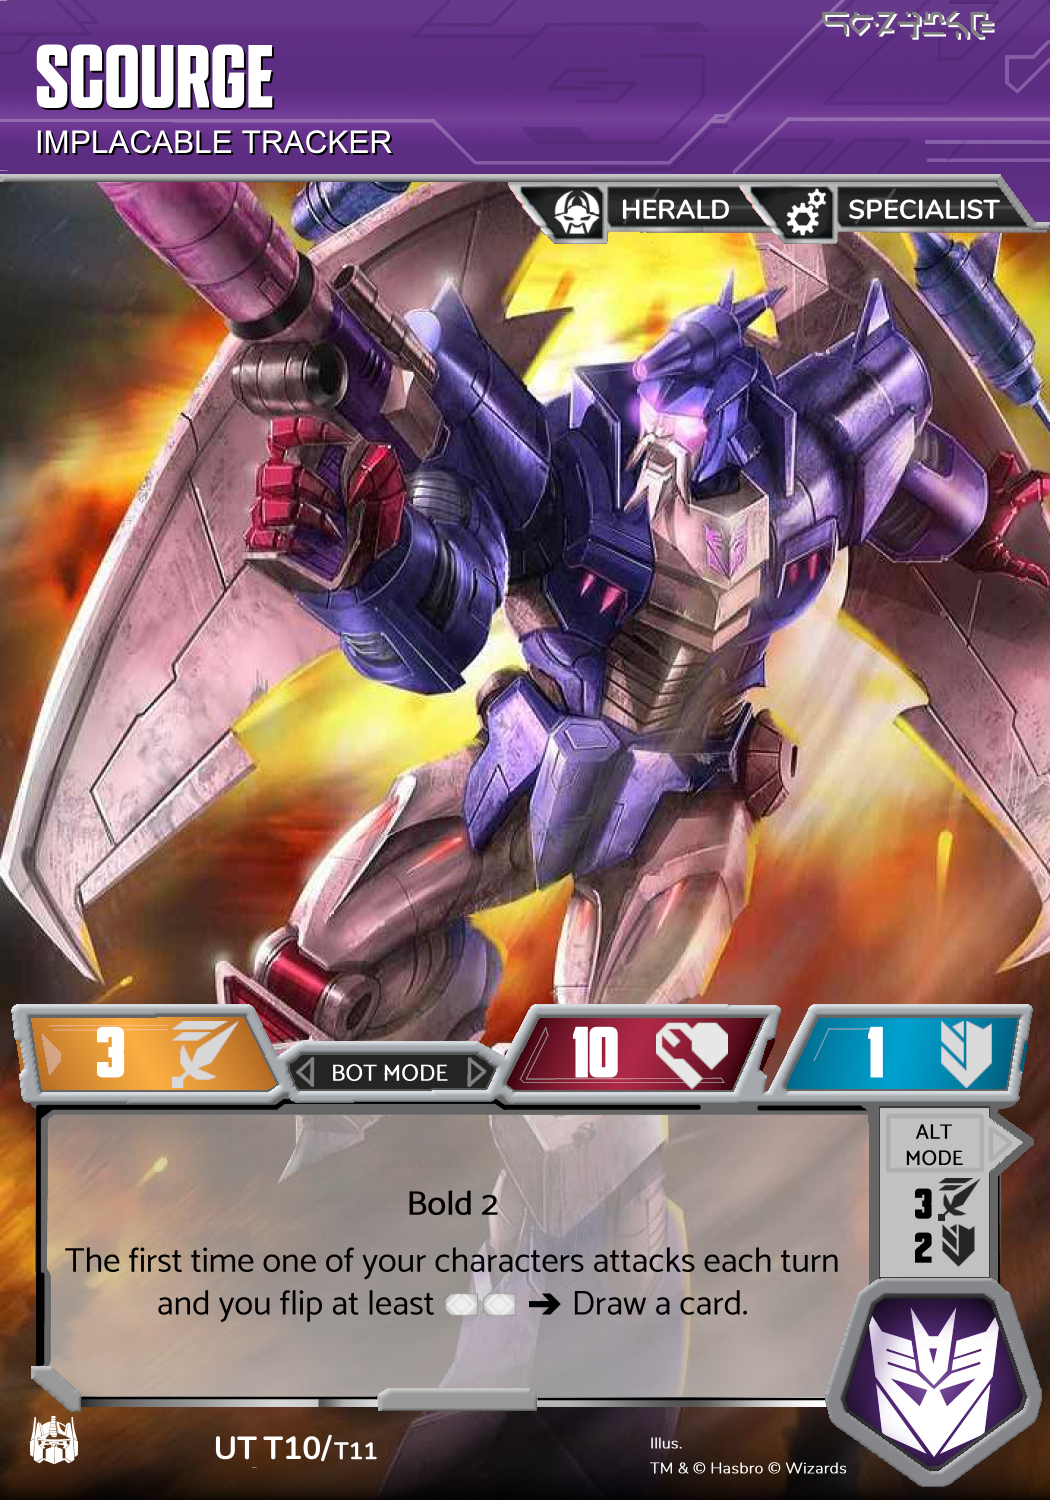 SCOURGE
IMPLACABLE TRACKER
HERALD
SPECIALIST
3
BOT MODE
10
1
ALT
MODE
3
2
Bold 2
The first time one of your characters attacks each turn
and you flip at least ➔ Draw a card.
UT T10/T11
Illus.
TM & © Hasbro © Wizards